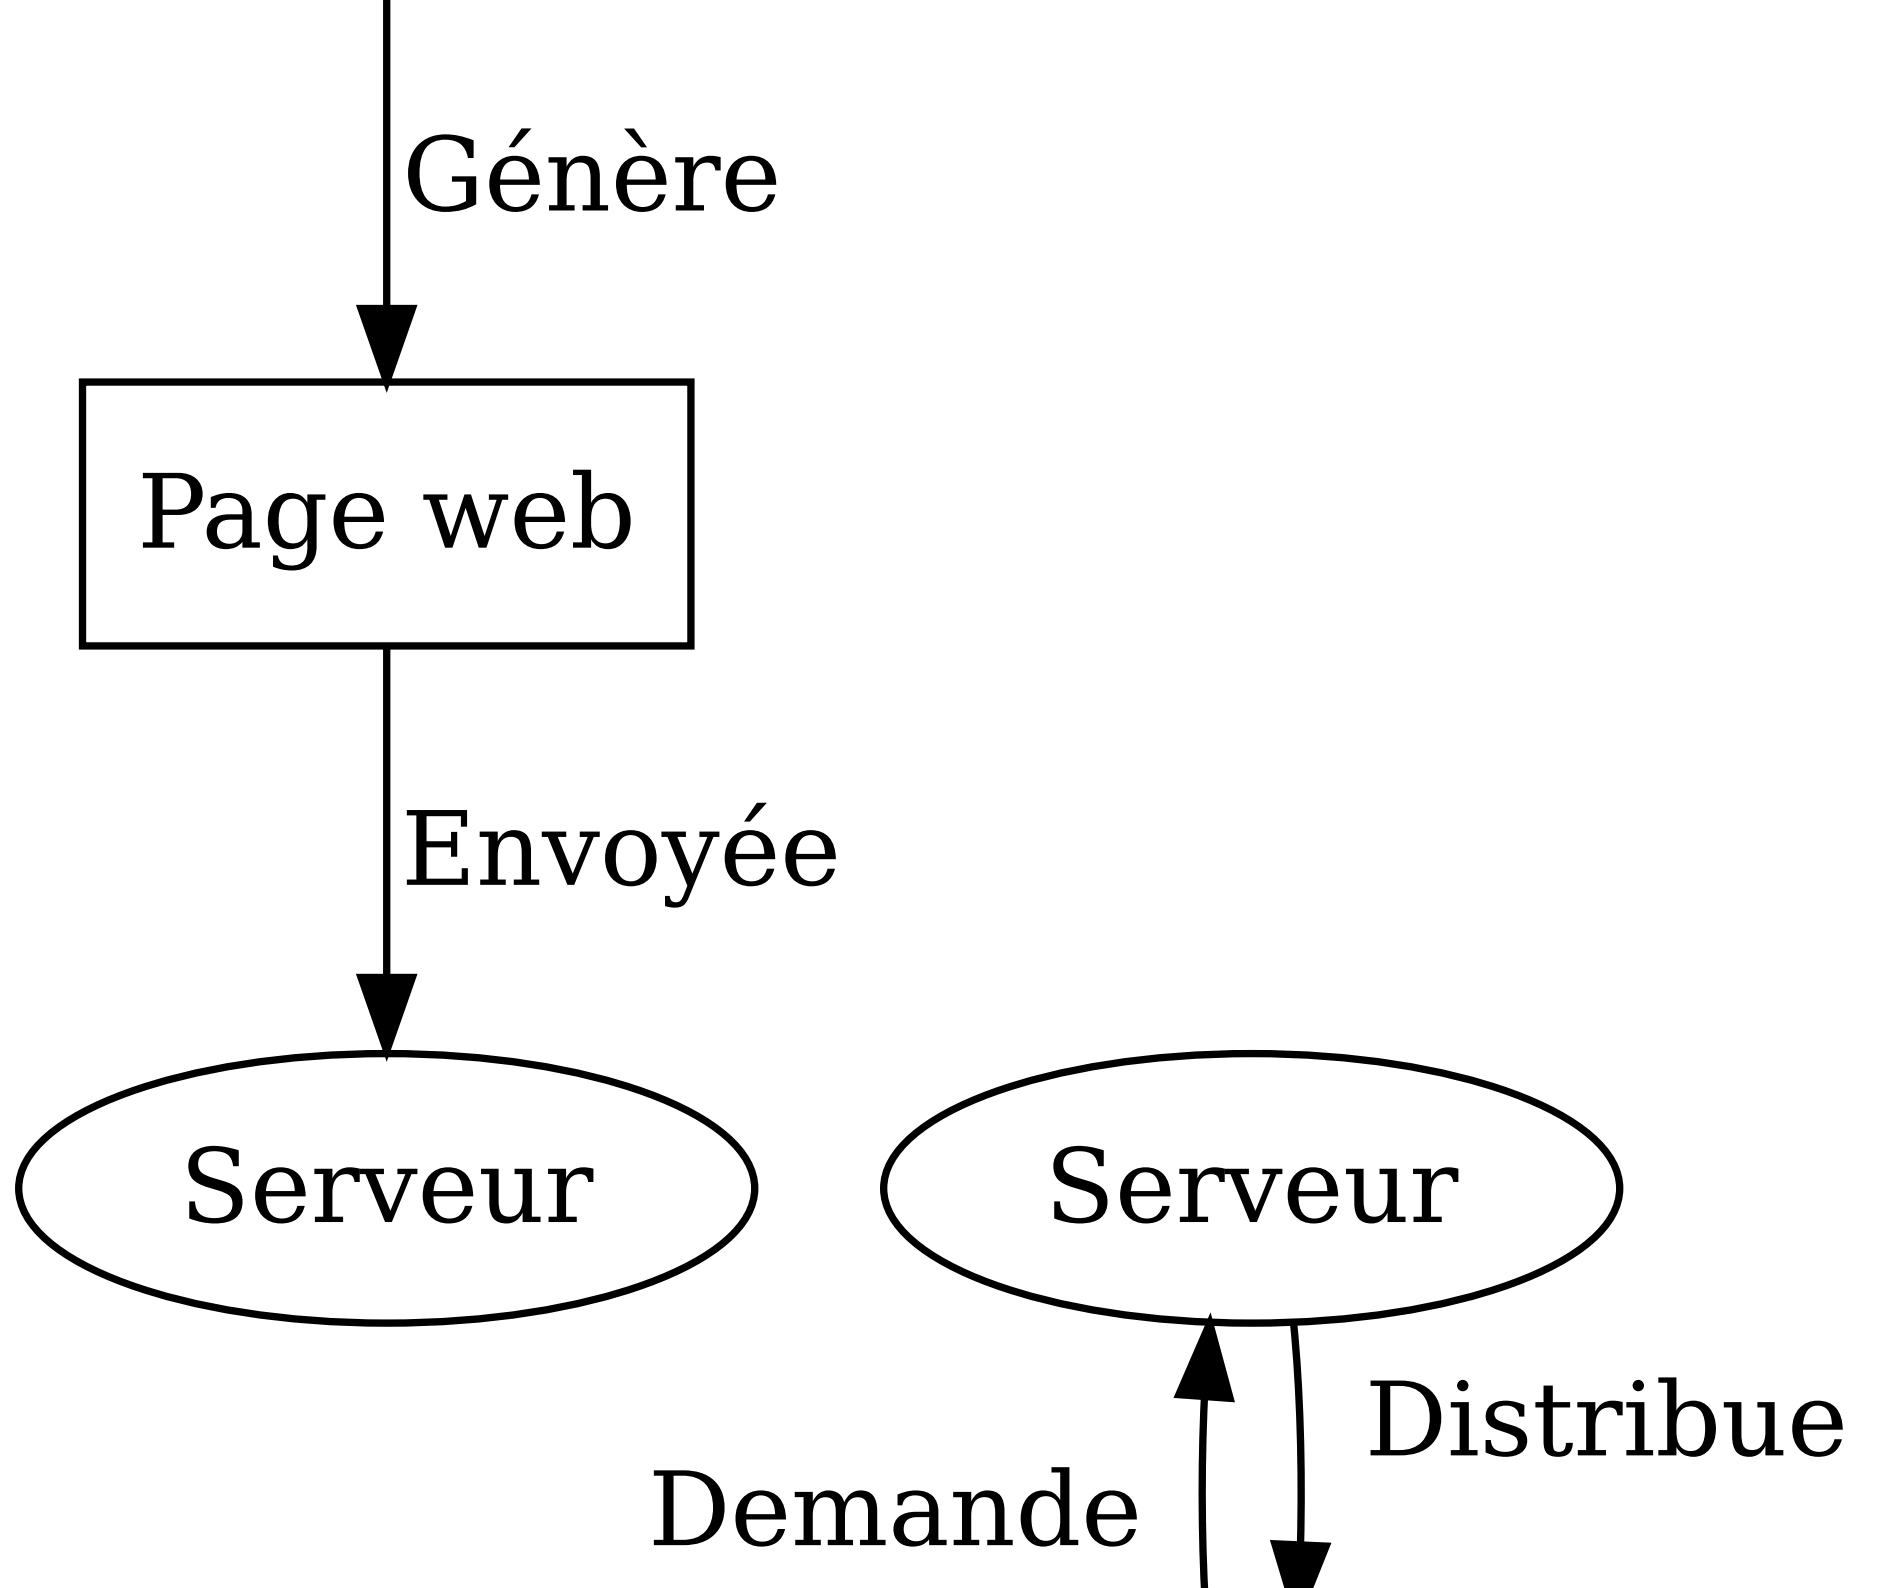 Génère
Page web
Envoyée
Serveur
Serveur
Distribue
Demande